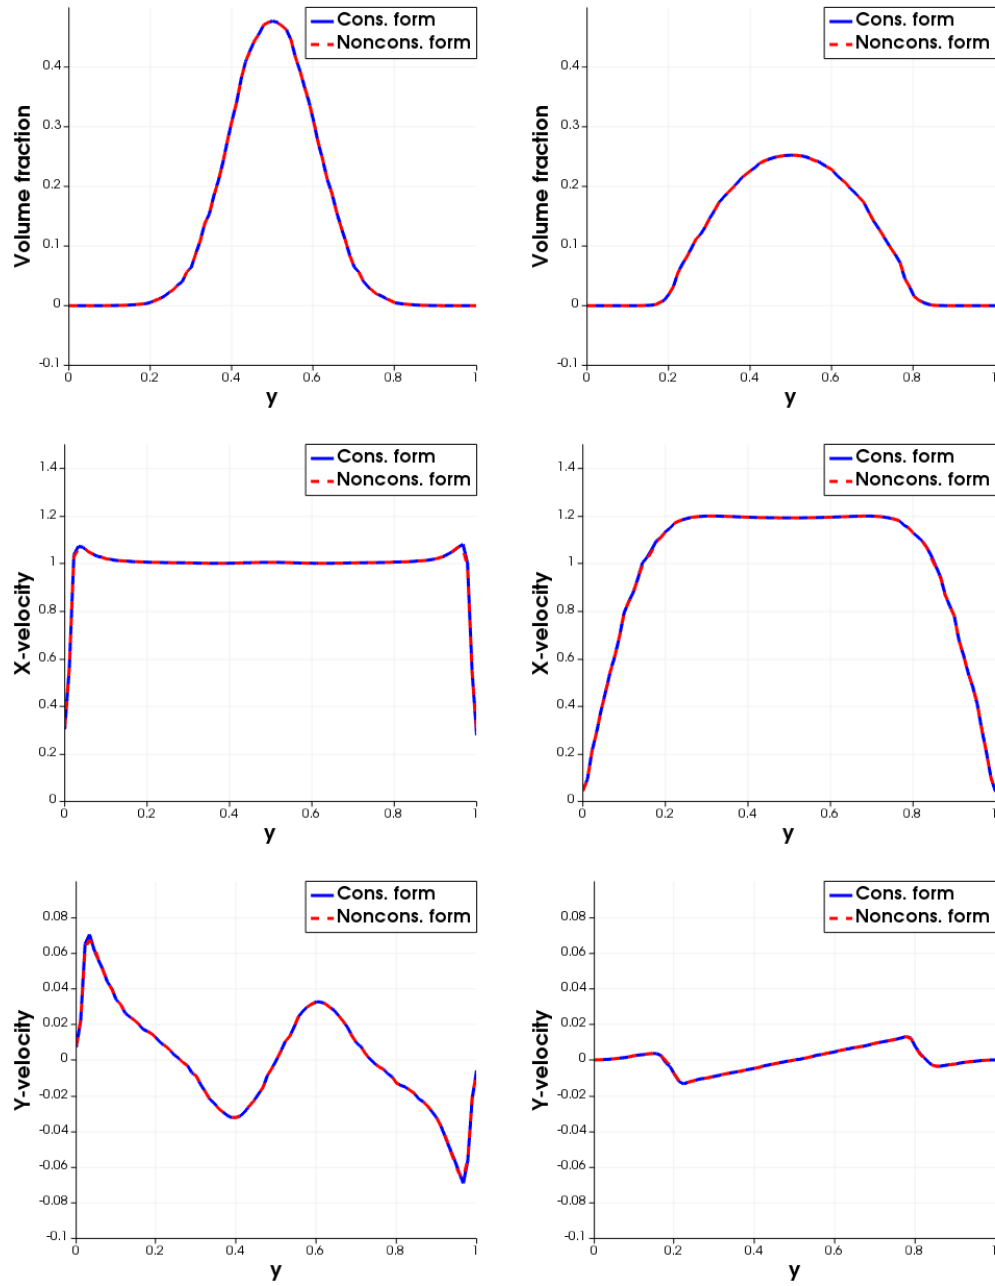 Cons. form
Noncons. form
0.4
0.3
0.2
0.1
0
-0.1
Volume fraction
0 0.2 0.4 0.6 0.8 1
y
Cons. form
Noncons. form
0.4
0.3
0.2
0.1
0
-0.1
Volume fraction
0 0.2 0.4 0.6 0.8 1
y
Cons. form
Noncons. form
1.4
1.2
1
0.8
0.6
0.4
0.2
0
X-velocity
0 0.2 0.4 0.6 0.8 1
y
Cons. form
Noncons. form
1.4
1.2
1
0.8
0.6
0.4
0.2
0
X-velocity
0 0.2 0.4 0.6 0.8 1
y
Cons. form
Noncons. form
0.08
0.06
0.04
0.02
0
-0.02
-0.04
-0.06
-0.08
-0.1
Y-velocity
0 0.2 0.4 0.6 0.8 1
y
Cons. form
Noncons. form
0.08
0.06
0.04
0.02
0
-0.02
-0.04
-0.06
-0.08
-0.1
Y-velocity
0 0.2 0.4 0.6 0.8 1
y